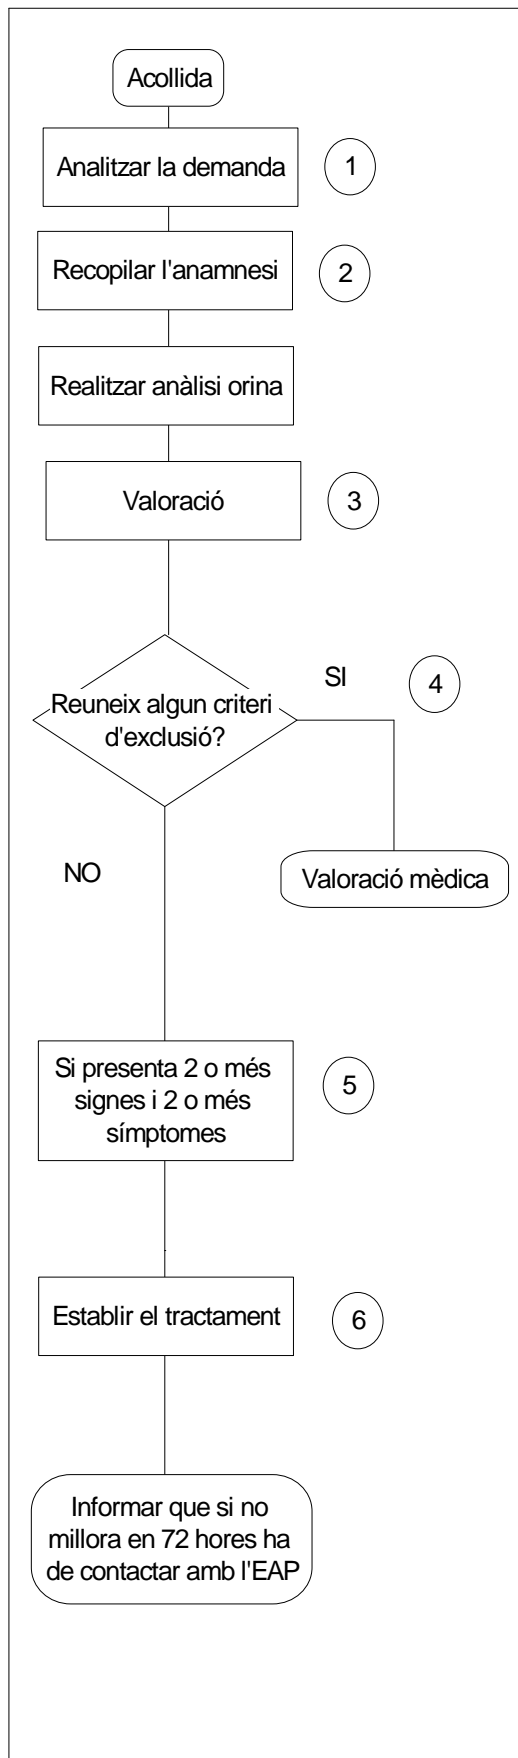 Acollida
Analitzar la demanda
1
Recopilar l'anamnesi
2
Realitzar anàlisi orina
Valoració
3
Reuneix algun criteri
d'exclusió?
SI
4
Valoració mèdica
NO
Si presenta 2 o més
signes i 2 o més
símptomes
5
Establir el tractament
6
Informar que si no
millora en 72 hores ha
de contactar amb l'EAP